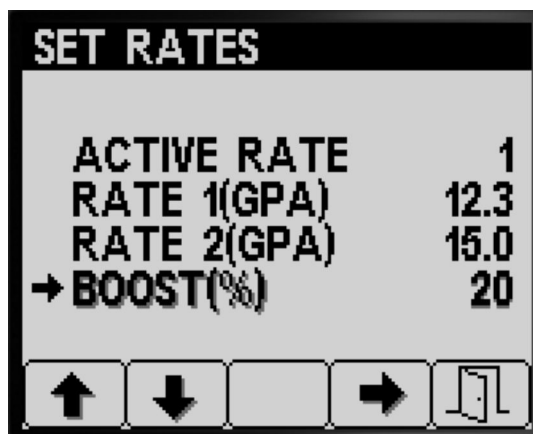 SET RATES
ACTIVE RATE 1
RATE 1(GPA) 12.3
RATE 2(GPA) 15.0
BOOST(%) 20